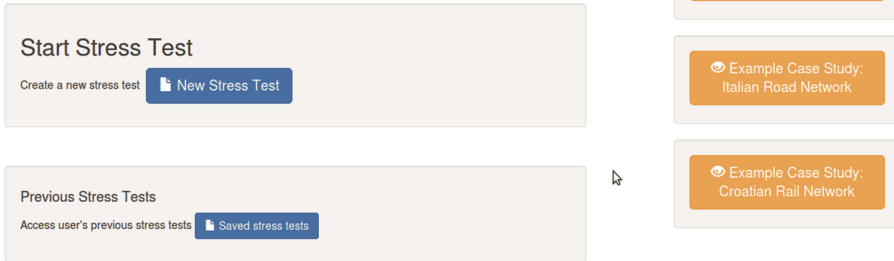 Start Stress Test
Create a new stress test New Stress Test
Previous Stress Tests
Access user's previous stress tests Saved stress tests
Example Case Study:
Italian Road Network
Example Case Study:
Croatian Rail Network